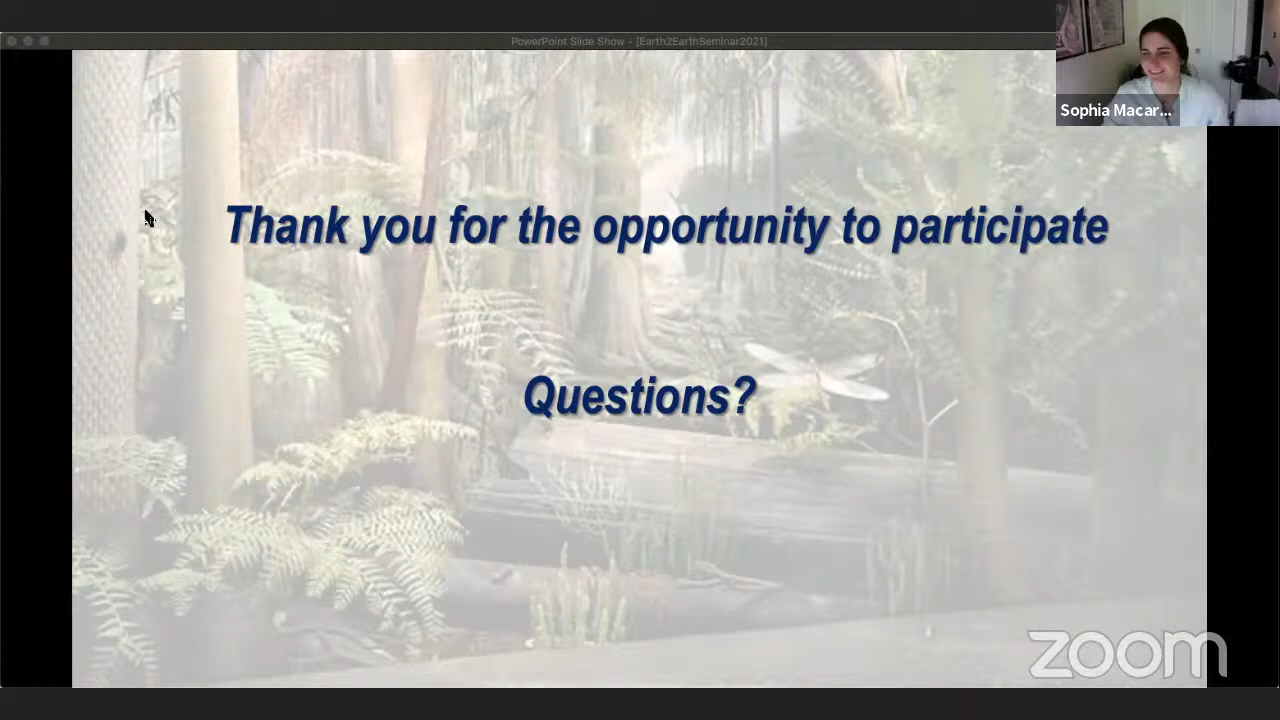 PowerPoint Slide Show - [Earth2EarthSeminar2021]
Sophia Macar...
Thank you for the opportunity to participate
Questions?
zoom